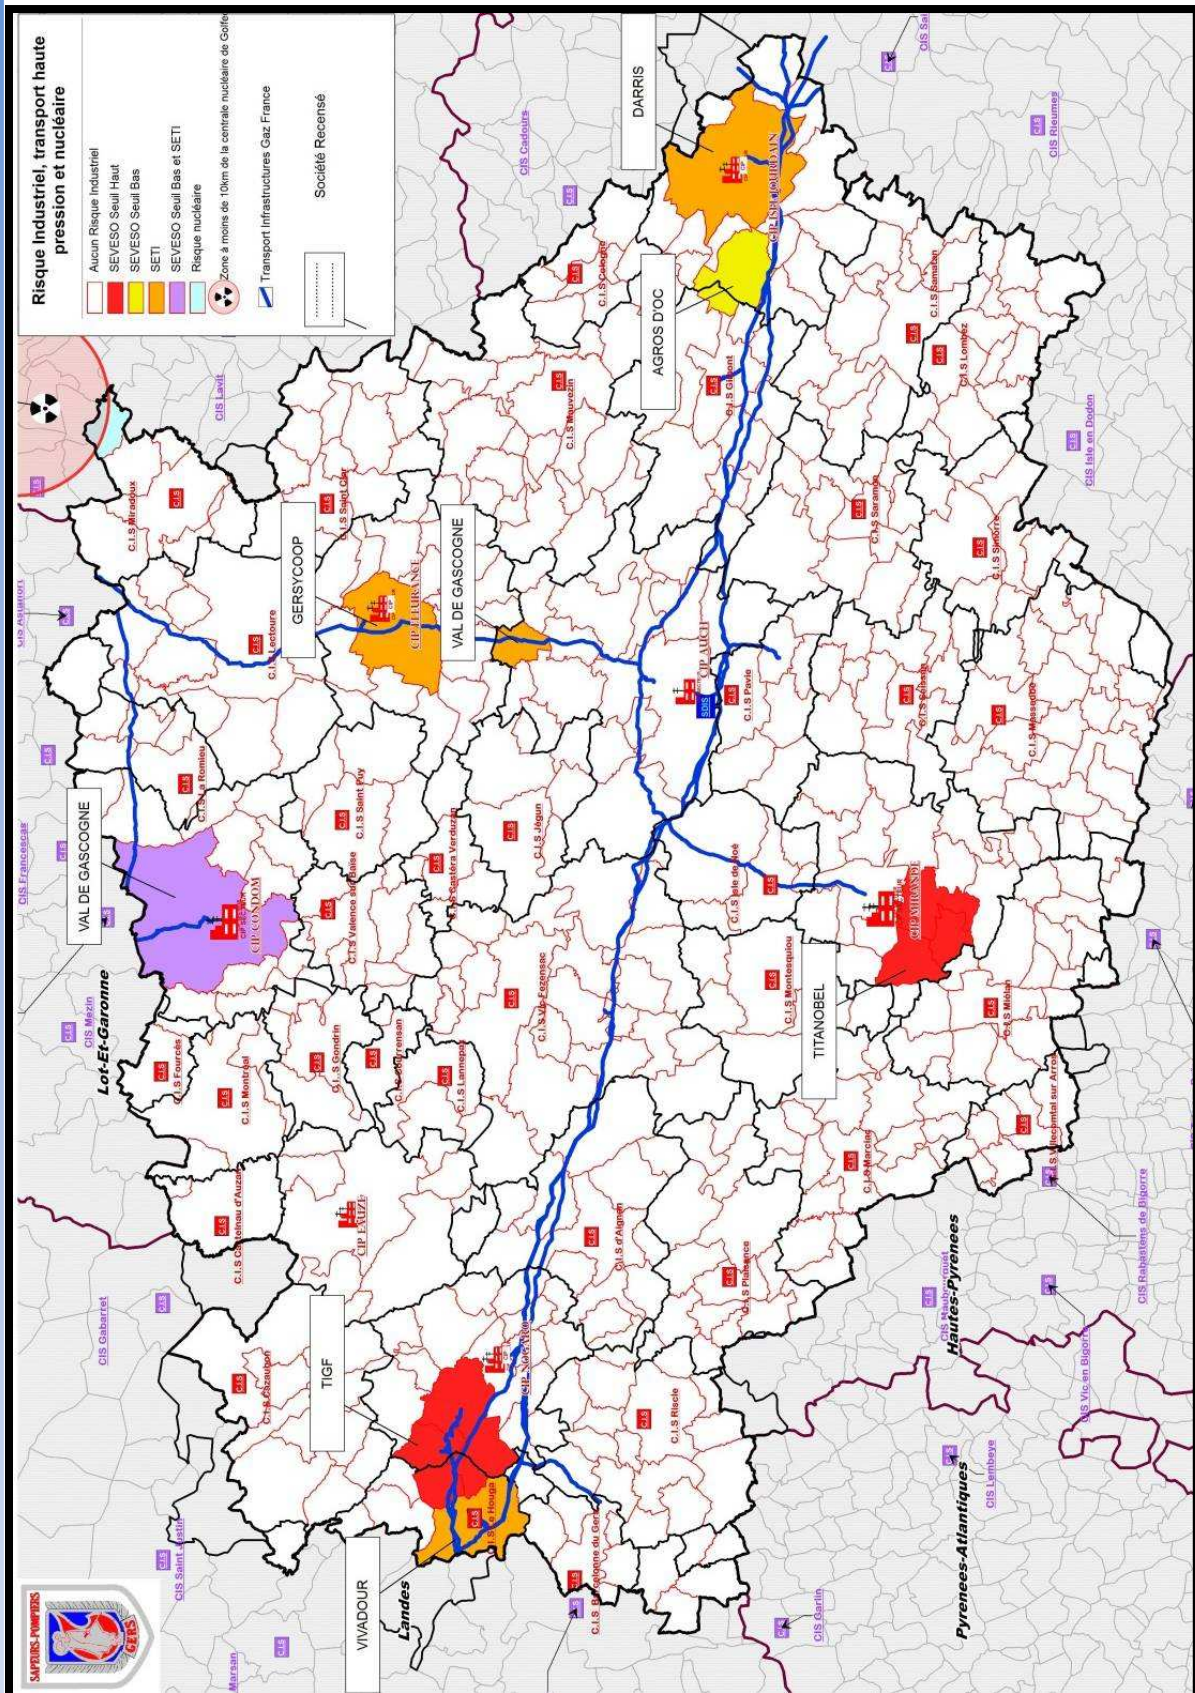 Risque Industriel, transport haute
pression et nucléaire
Aucun Risque Industriel
SEVESO Seuil Haut
SEVESO Seuil Bas
SETI
SEVESO Seuil Bas et SETI
Risque nucléaire
Zone à moins de 10km de la centrale nucléaire de Golfec
Transport Infrastructures Gaz France
Société Recensé
SAPEURS-POMPIERS
GERS
DARRIS
AGROS D'OC
GERSYCOOP
VAL DE GASCOGNE
VAL DE GASCOGNE
TITANOBEL
TIGF
VIVADOUR
Lot-Et-Garonne
Landes
Hautes-Pyrenees
Pyrenees-Atlantiques
CIP CONDOM
CIP FLEURANCE
CIP AUCH
SDIS
CIP MIRANDE
CIP EAUZE
CIP NOGARO
CIP ISLE JOURDAIN
C.I.S Miradoux
C.I.S Saint Clar
C.I.S Lectoure
C.I.S La Romieu
C.I.S Saint Puy
C.I.S Valence sur Baïse
C.I.S Castéra Verduzan
C.I.S Jégun
C.I.S Vic Fezensac
C.I.S Fourcès
C.I.S Montréal
C.I.S Gondrin
C.I.S Courrensan
C.I.S Lannepax
C.I.S Castelnau d'Auzan
C.I.S Cazaubon
C.I.S Le Houga
C.I.S Barcelonne du Gers
C.I.S Riscle
C.I.S d'Aignan
C.I.S Plaisance
C.I.S Marciac
C.I.S Villecomtal sur Arros
C.I.S Miélan
C.I.S Montesquiou
C.I.S Isle de Noé
C.I.S Pavie
C.I.S Seissan
C.I.S Masseube
C.I.S Simorre
C.I.S Saramon
C.I.S Lombez
C.I.S Samatan
C.I.S Gimont
C.I.S Mauvezin
C.I.S Cologne
CIS Cadours
CIS Rieumes
CIS Lavit
CIS Isle en Dodon
CIS Francescas
CIS Mézin
CIS Gabarret
CIS Saint Justin
Marsan
CIS Garlin
CIS Lembeye
CIS Vic en Bigorre
CIS Maubourguet
CIS Rabastens de Bigorre